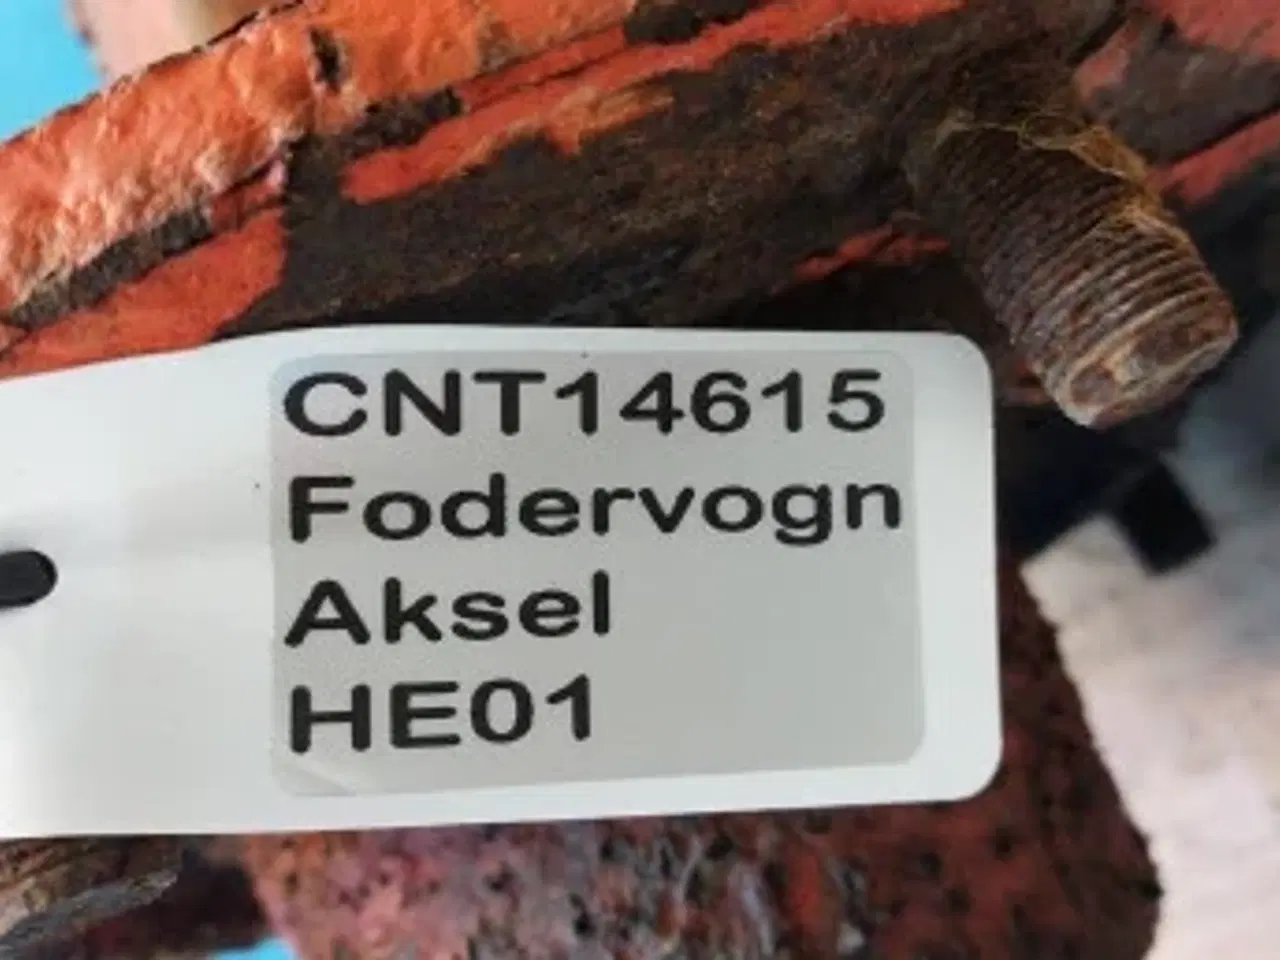 CNT14615
Fodervogn
Aksel
HE01